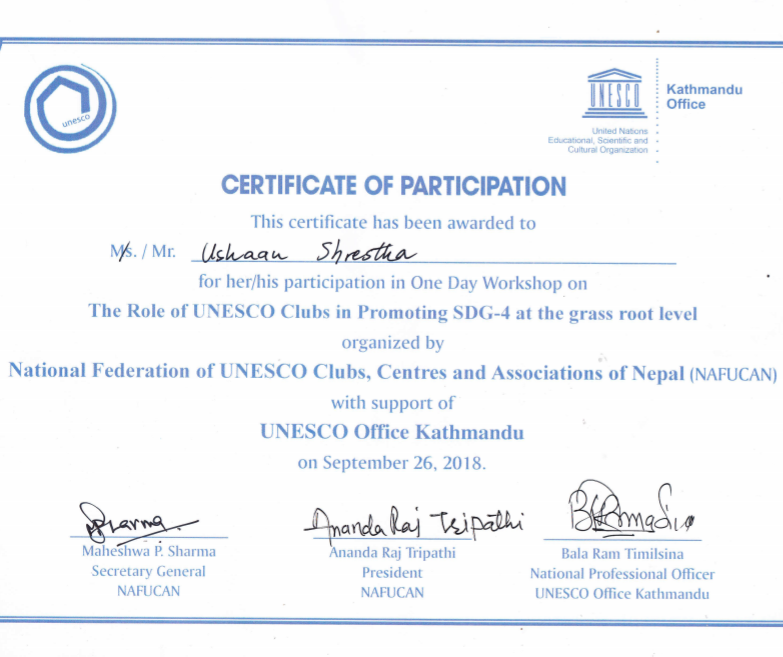 unesco
UNESCO
United Nations
Educational, Scientific and
Cultural Organization
Kathmandu
Office
CERTIFICATE OF PARTICIPATION
This certificate has been awarded to
Ms. / Mr. Ushaan Shrestha
for her/his participation in One Day Workshop on
The Role of UNESCO Clubs in Promoting SDG-4 at the grass root level
organized by
National Federation of UNESCO Clubs, Centres and Associations of Nepal (NAFUCAN)
with support of
UNESCO Office Kathmandu
on September 26, 2018.
Ananda Raj Tripathi
Maheshwa P. Sharma
Secretary General
NAFUCAN
Ananda Raj Tripathi
President
NAFUCAN
Bala Ram Timilsina
National Professional Officer
UNESCO Office Kathmandu